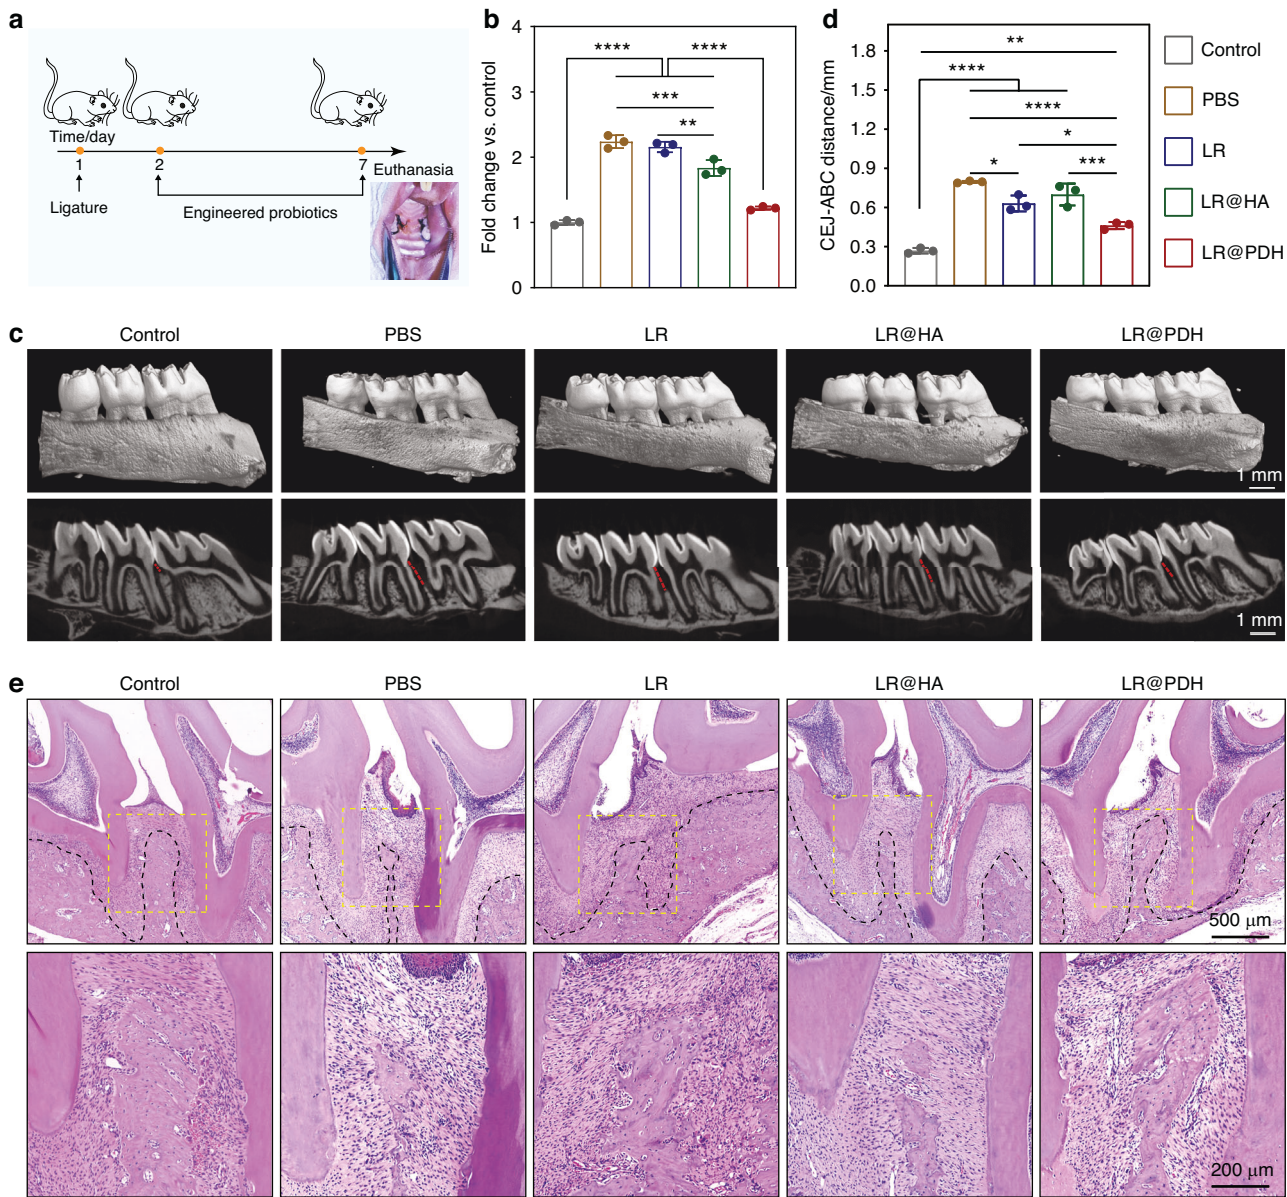 a
Time/day
1
2
7
Euthanasia
Ligature
Engineered probiotics
b
Fold change vs. control
4
3
2
1
0
****
****
***
**
d
CEJ-ABC distance/mm
1.8
1.5
1.2
0.9
0.6
0.3
0.0
**
****
****
*
*
***
Control
PBS
LR
LR@HA
LR@PDH
c
Control
PBS
LR
LR@HA
LR@PDH
1 mm
1 mm
e
Control
PBS
LR
LR@HA
LR@PDH
500 μm
200 μm